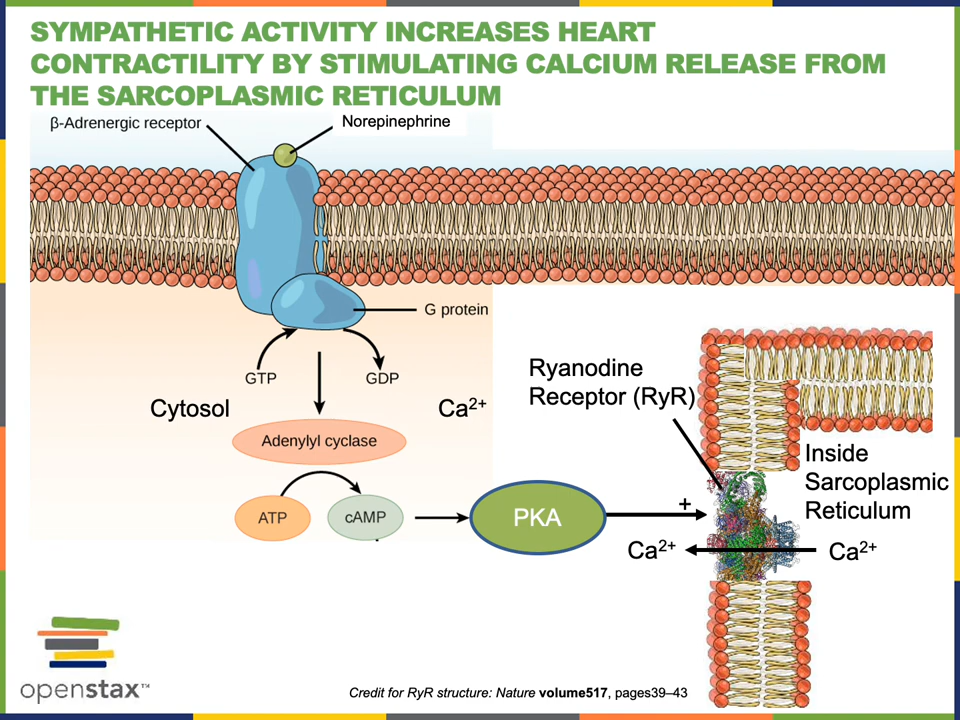 SYMPATHETIC ACTIVITY INCREASES HEART
CONTRACTILITY BY STIMULATING CALCIUM RELEASE FROM
THE SARCOPLASMIC RETICULUM
β-Adrenergic receptor
Norepinephrine
G protein
GTP
GDP
Cytosol
Ca²⁺
Adenylyl cyclase
ATP
cAMP
PKA
Ryanodine
Receptor (RyR)
+
Inside
Sarcoplasmic
Reticulum
Ca²⁺
Ca²⁺
openstax™
Credit for RyR structure: Nature volume517, pages39–43